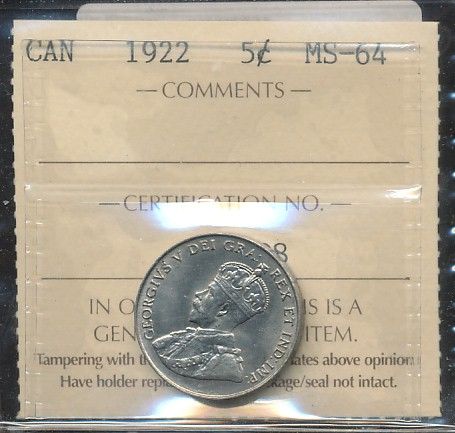 CAN 1922 5¢ MS-64
— COMMENTS —
— CERTIFICATION NO. —
8
GEORGIVS V DEI GRA: REX ET IND: IMP:
IN O IS IS A
GEN ITEM.
Tampering with th ates above opinion
Have holder rep kage/seal not intact.